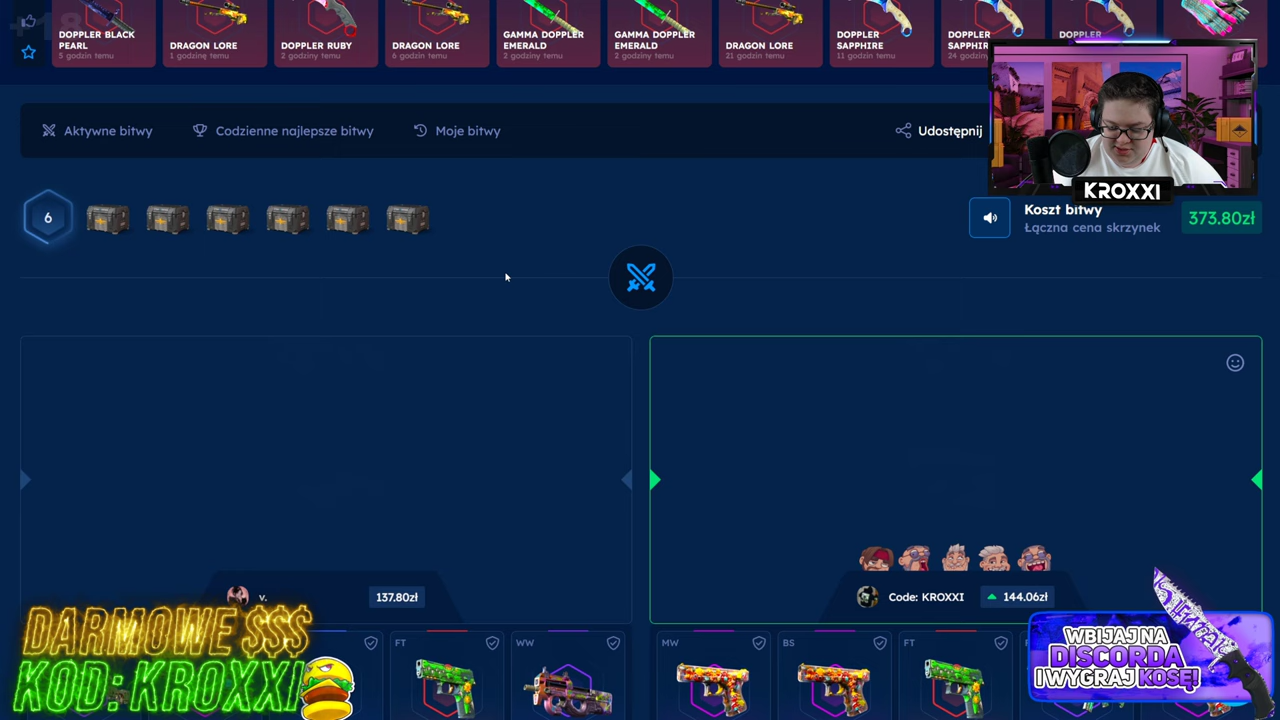 +18
DOPPLER BLACK PEARL
5 godzin temu
DRAGON LORE
1 godzinę temu
DOPPLER RUBY
2 godziny temu
DRAGON LORE
6 godzin temu
GAMMA DOPPLER EMERALD
2 godziny temu
GAMMA DOPPLER EMERALD
2 godziny temu
DRAGON LORE
21 godzin temu
DOPPLER SAPPHIRE
11 godzin temu
DOPPLER
24 godziny
DOPPLER
Aktywne bitwy
Codzienne najlepsze bitwy
Moje bitwy
Udostępnij
KROXXI
6
Koszt bitwy
Łączna cena skrzynek
373.80zł
v.
137.80zł
Code: KROXXI
144.06zł
DARMOWE $$$
KOD: KROXXI
FT
WW
MW
BS
FT
WBIJAJ NA
DISCORDA
I WYGRAJ KOSĘ!